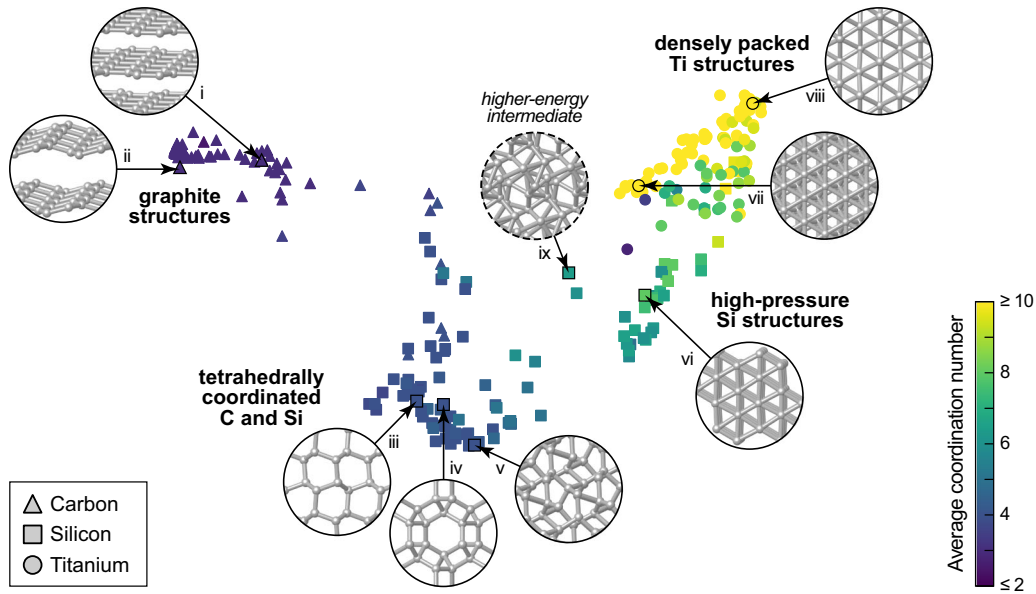 i
ii
graphite
structures
higher-energy
intermediate
ix
densely packed
Ti structures
viii
vii
high-pressure
Si structures
vi
tetrahedrally
coordinated
C and Si
iii
iv
v
Carbon
Silicon
Titanium
Average coordination number
≥ 10
8
6
4
≤ 2